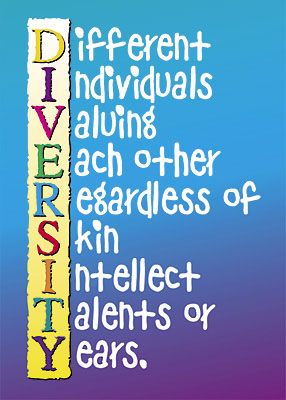 Different
Individuals
Valuing
Each other
Regardless of
Skin
Intellect
Talents or
Years.